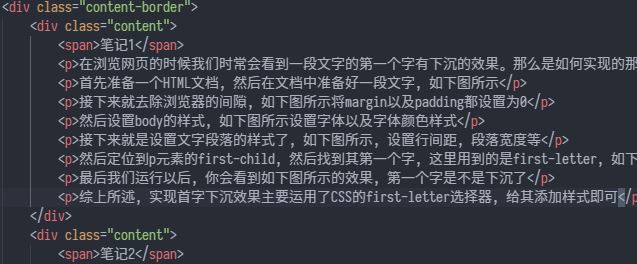 <div class="content-border">
<div class="content">
<span>笔记1</span>
<p>在浏览网页的时候我们时常会看到一段文字的第一个字有下沉的效果。那么是如何实现的那
<p>首先准备一个HTML文档，然后在文档中准备好一段文字，如下图所示</p>
<p>接下来就去除浏览器的间隙，如下图所示将margin以及padding都设置为0</p>
<p>然后设置body的样式，如下图所示设置字体以及字体颜色样式</p>
<p>接下来就是设置文字段落的样式了，如下图所示，设置行间距，段落宽度等</p>
<p>然后定位到p元素的first-child，然后找到其第一个字，这里用到的是first-letter，如下
<p>最后我们运行以后，你会看到如下图所示的效果，第一个字是不是下沉了</p>
<p>综上所述，实现首字下沉效果主要运用了CSS的first-letter选择器，给其添加样式即可</p
</div>
<div class="content">
<span>笔记2</span>